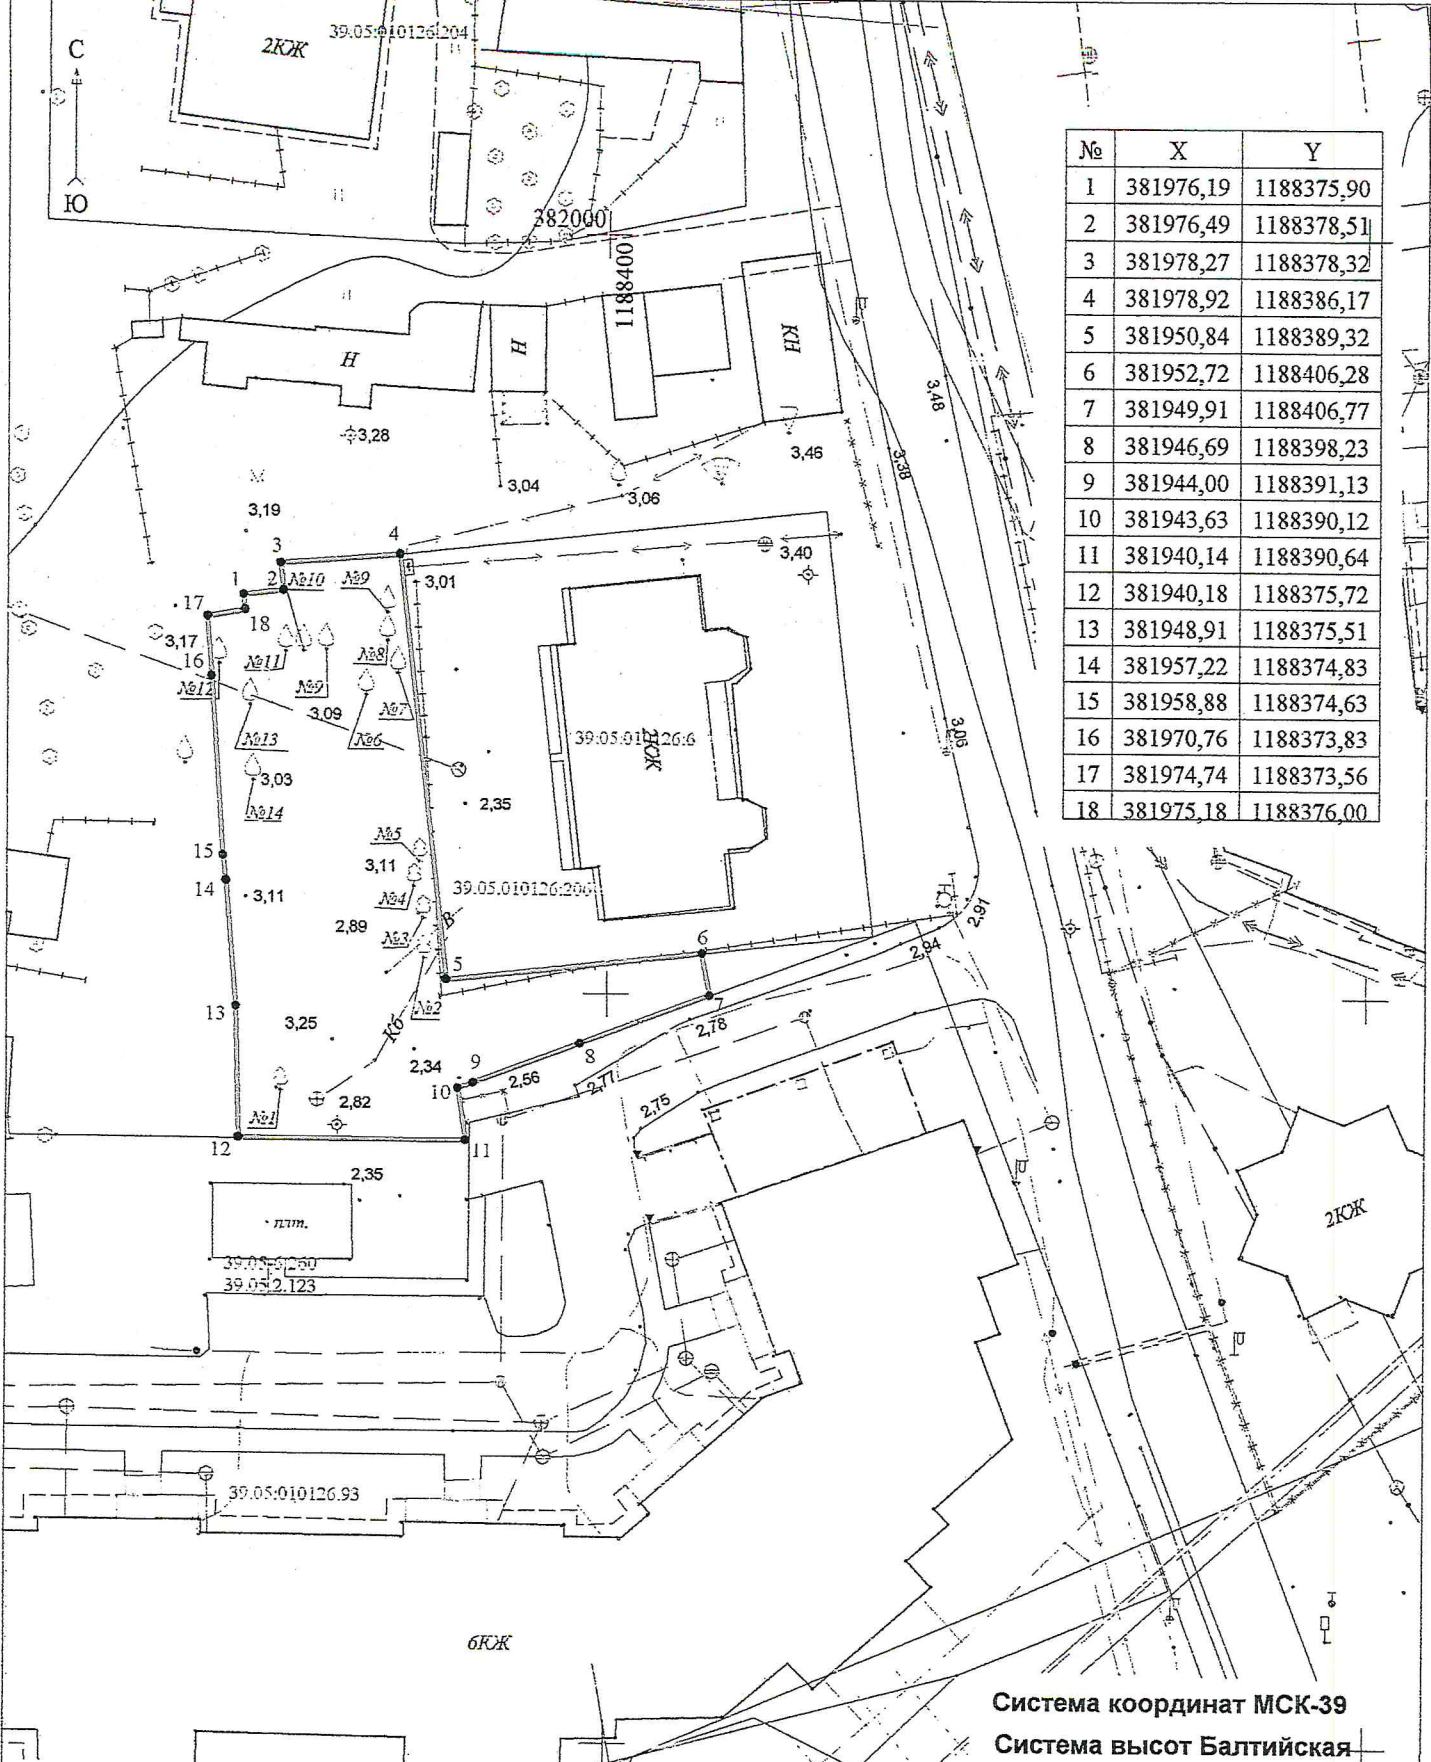 39:05:010126:204
2КЖ
С
Ю
382000
1188400
№ X Y
1 381976,19 1188375,90
2 381976,49 1188378,51
3 381978,27 1188378,32
4 381978,92 1188386,17
5 381950,84 1188389,32
6 381952,72 1188406,28
7 381949,91 1188406,77
8 381946,69 1188398,23
9 381944,00 1188391,13
10 381943,63 1188390,12
11 381940,14 1188390,64
12 381940,18 1188375,72
13 381948,91 1188375,51
14 381957,22 1188374,83
15 381958,88 1188374,63
16 381970,76 1188373,83
17 381974,74 1188373,56
18 381975,18 1188376,00
Н
Н
КН
3,48
3,28
3,46
3,38
М
3,04
3,06
3,19
4
3
3,40
1
2
№10
№9
3,01
17
18
3,17
16
№11
№8
№12
№9
№7
3,09
№13
№6
39:05:010126:6
3,06
3,03
№14
2,35
№5
15
3,11
14
3,11
39.05.010126:206
№4
2,89
№3
В
2,91
6
2,94
5
№2
7
13
3,25
Кб
2,78
8
2,34
9
10
2,56
2,77
2,75
№1
2,82
12
11
2,35
плт.
39.05:6:260
39.05:2.123
2КЖ
39.05:010126.93
6КЖ
Система координат МСК-39
Система высот Балтийская